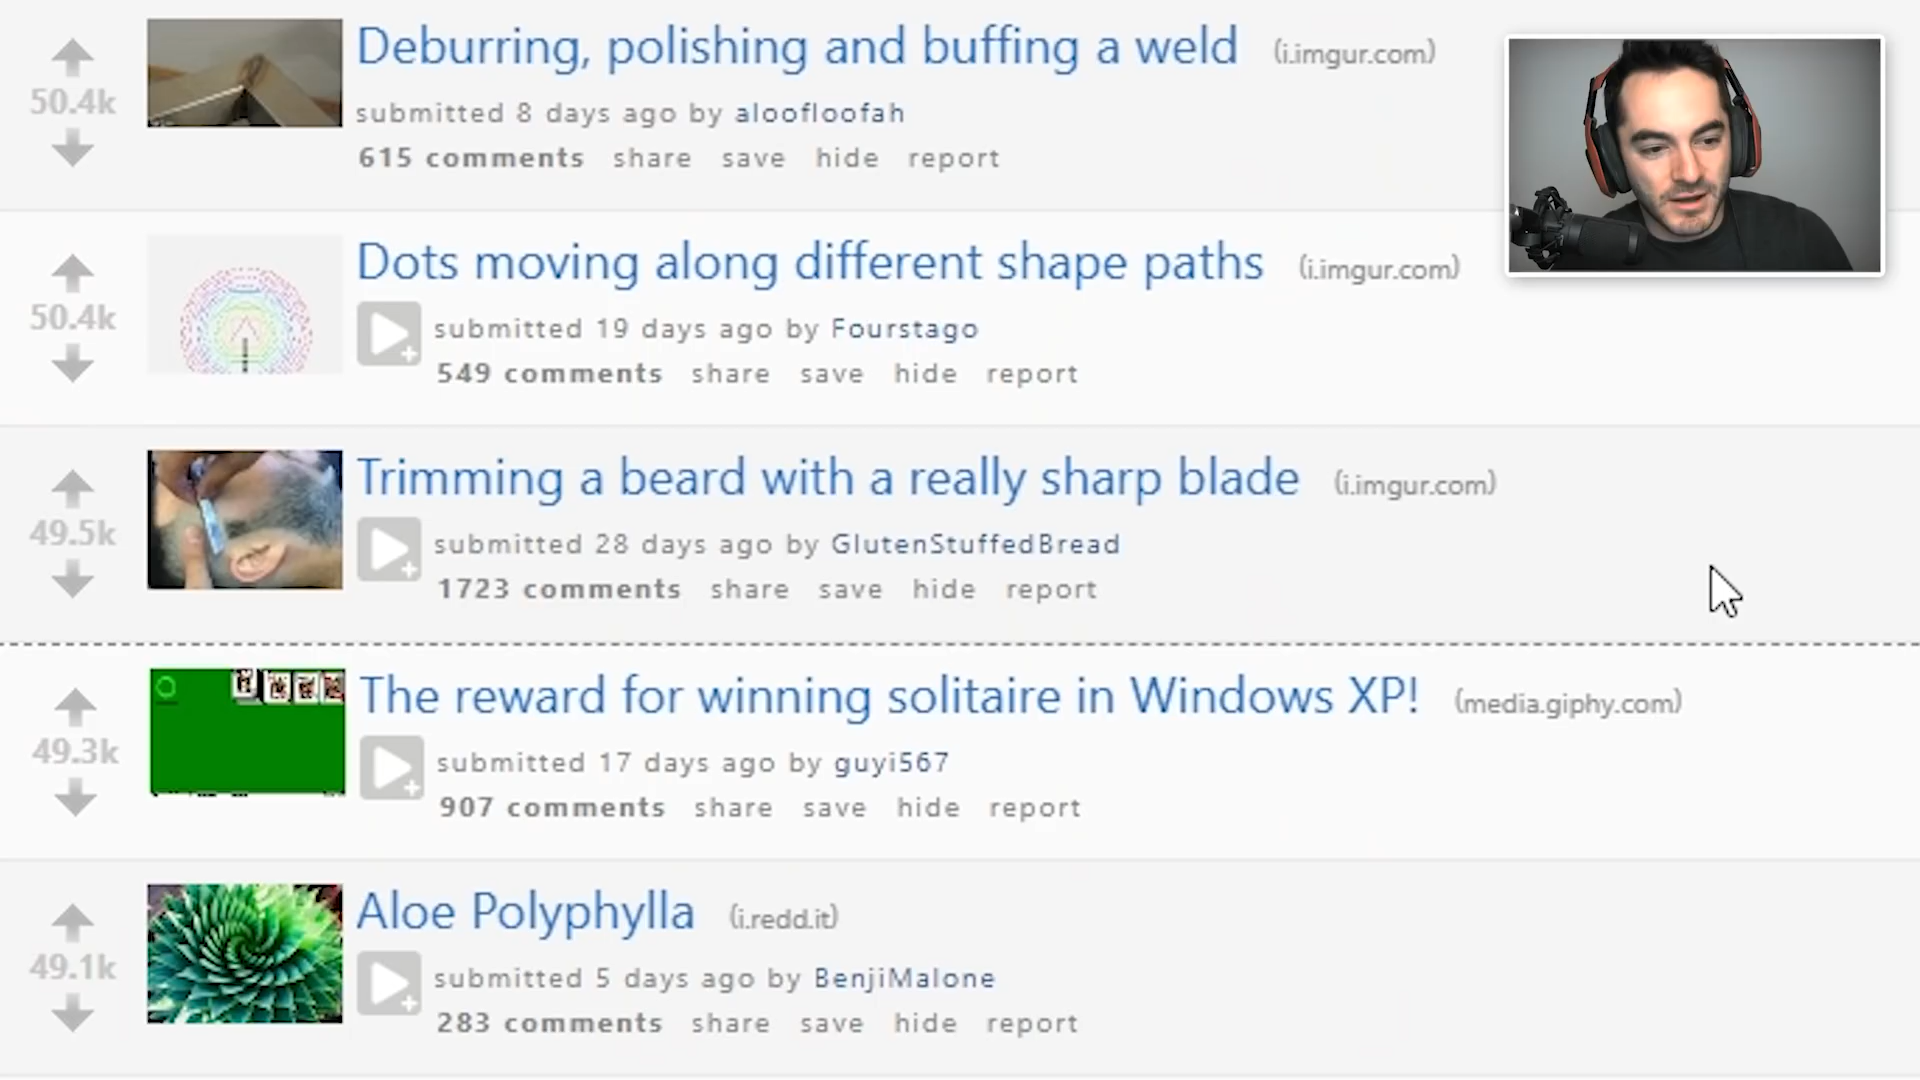 Deburring, polishing and buffing a weld (i.imgur.com)
50.4k
submitted 8 days ago by aloofloofah
615 comments share save hide report
Dots moving along different shape paths (i.imgur.com)
50.4k
submitted 19 days ago by Fourstago
549 comments share save hide report
Trimming a beard with a really sharp blade (i.imgur.com)
49.5k
submitted 28 days ago by GlutenStuffedBread
1723 comments share save hide report
The reward for winning solitaire in Windows XP! (media.giphy.com)
49.3k
submitted 17 days ago by guyi567
907 comments share save hide report
Aloe Polyphylla (i.redd.it)
49.1k
submitted 5 days ago by BenjiMalone
283 comments share save hide report